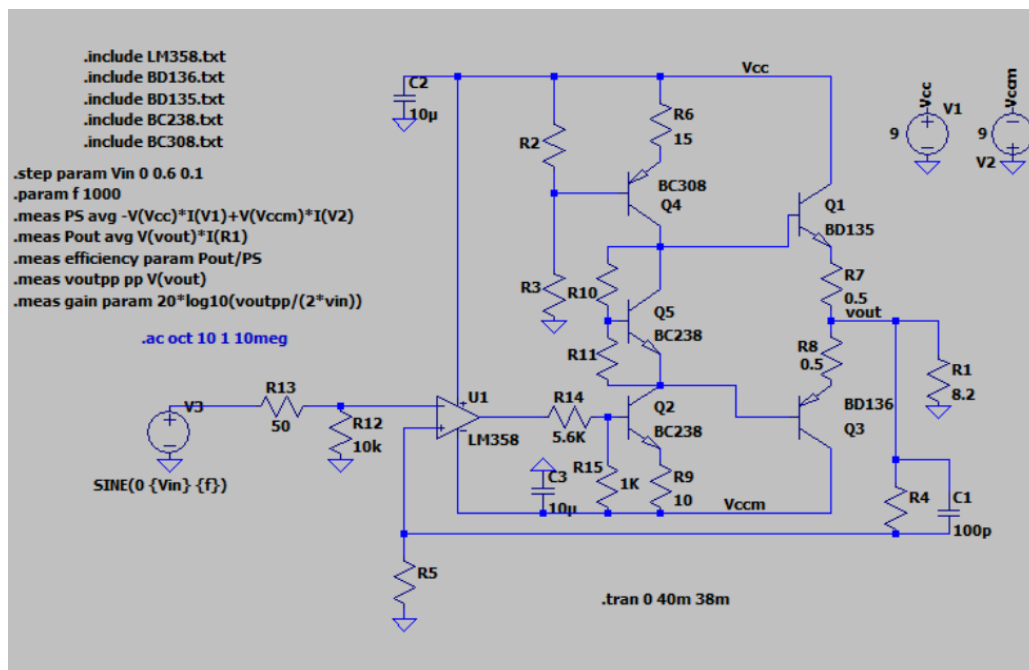 .include LM358.txt
.include BD136.txt
.include BD135.txt
.include BC238.txt
.include BC308.txt
.step param Vin 0 0.6 0.1
.param f 1000
.meas PS avg -V(Vcc)*I(V1)+V(Vccm)*I(V2)
.meas Pout avg V(vout)*I(R1)
.meas efficiency param Pout/PS
.meas voutpp pp V(vout)
.meas gain param 20*log10(voutpp/(2*vin))
.ac oct 10 1 10meg
C2
10µ
R2
R6
15
Vcc
Vcc
V1
9
Vccm
9
V2
BC308
Q4
Q1
BD135
R3
R10
Q5
BC238
R7
0.5
vout
R11
R8
0.5
R1
8.2
R13
50
V3
R12
10k
U1
LM358
R14
5.6K
Q2
BC238
BD136
Q3
SINE(0 {Vin} {f})
C3
10µ
R15
1K
R9
10
Vccm
R4
C1
100p
R5
.tran 0 40m 38m